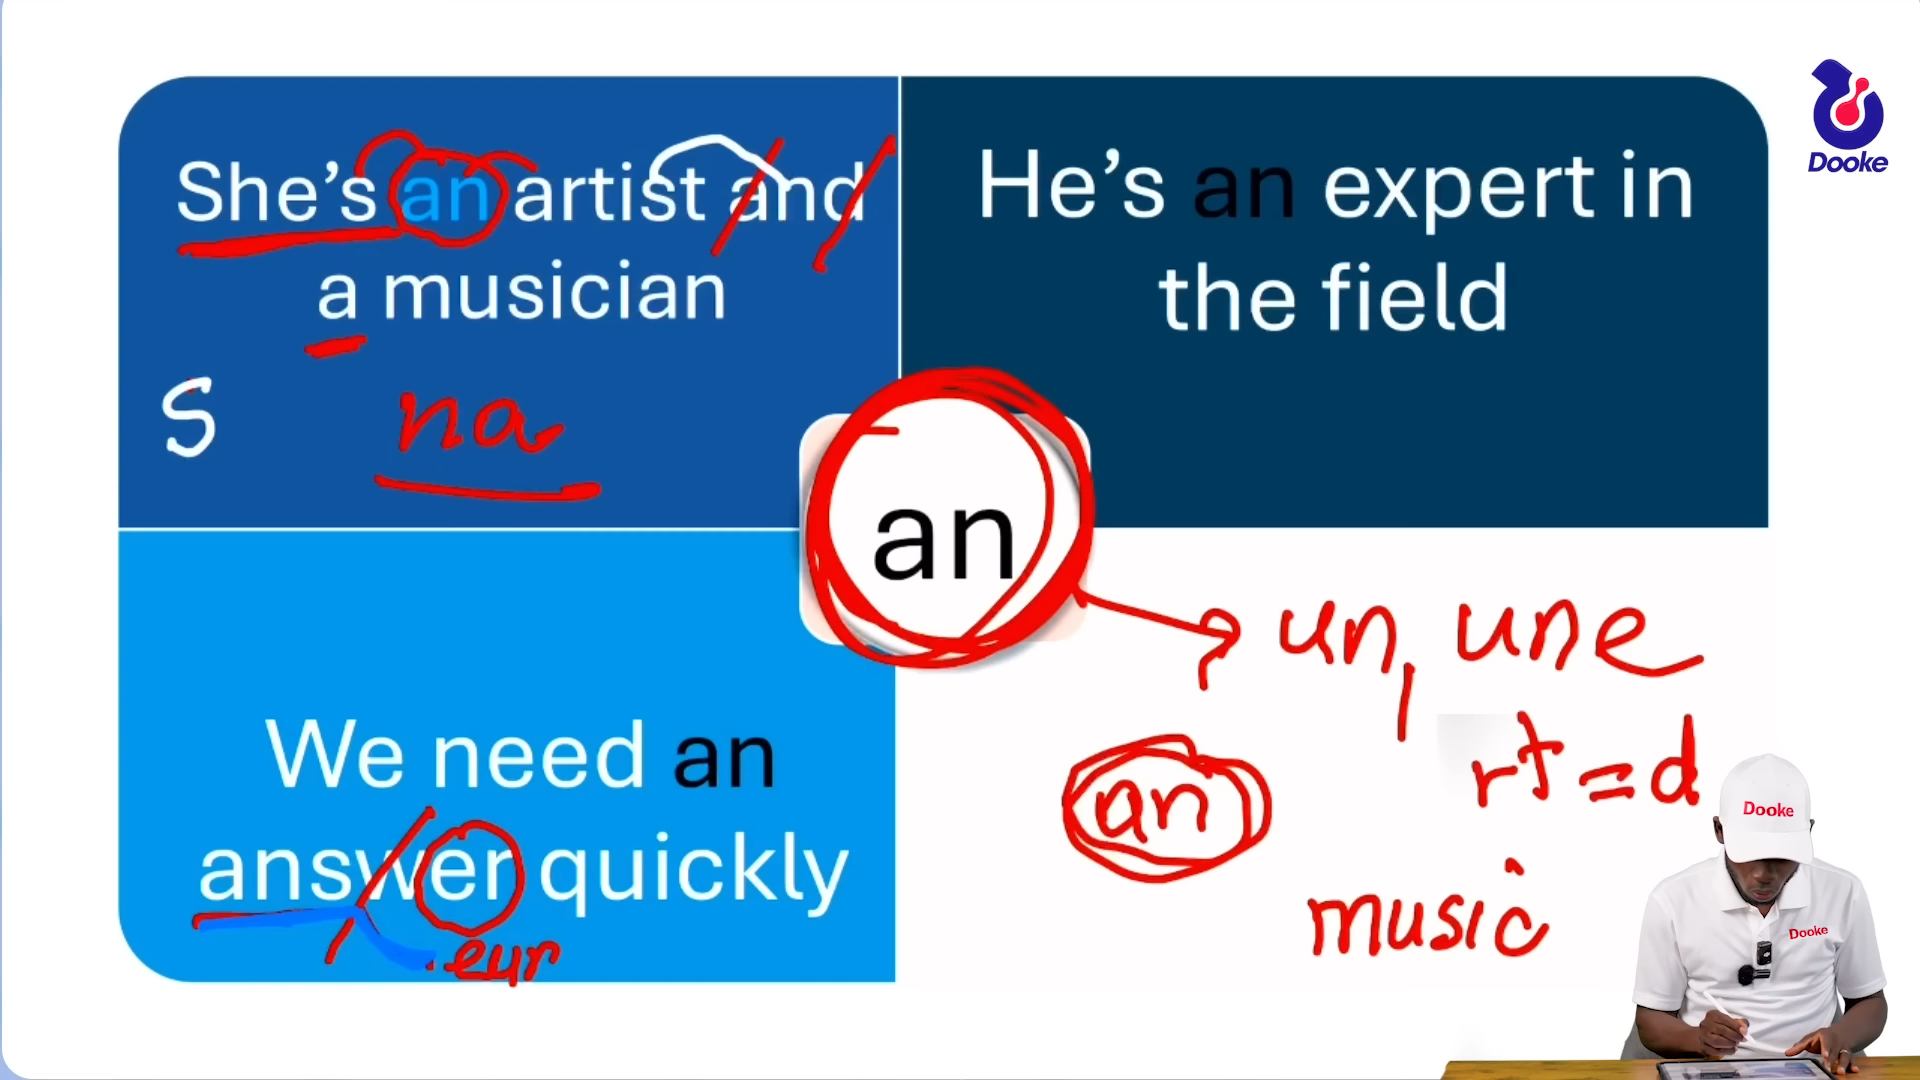 She's an artist and
a musician
S na
He's an expert in
the field
Dooke
an
We need an
answer quickly
eur
un, une
an
rt = d
music
Dooke
Dooke